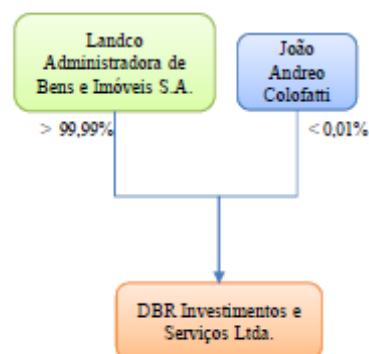 Landco
Administradora de
Bens e Imóveis S.A.
João
Andreo
Colofatti
> 99,99%
< 0,01%
DBR Investimentos e
Serviços Ltda.